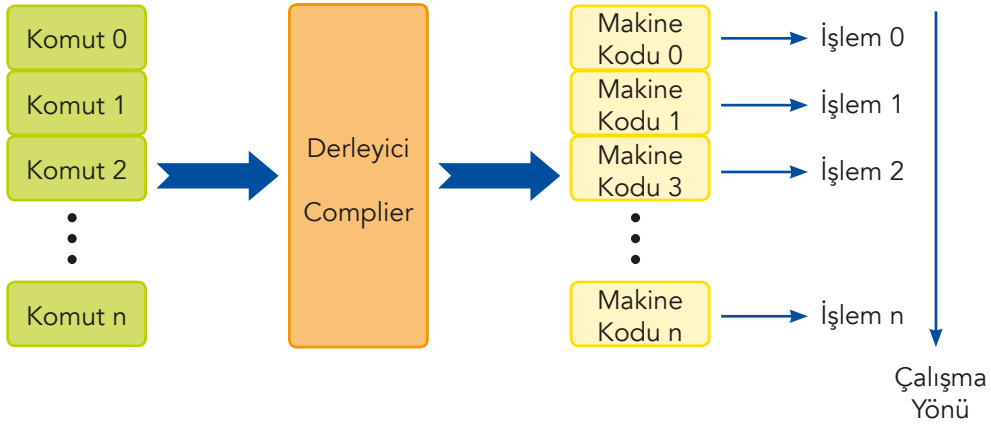 Komut 0
Komut 1
Komut 2
Komut n
Derleyici
Complier
Makine
Kodu 0
Makine
Kodu 1
Makine
Kodu 3
Makine
Kodu n
İşlem 0
İşlem 1
İşlem 2
İşlem n
Çalışma
Yönü